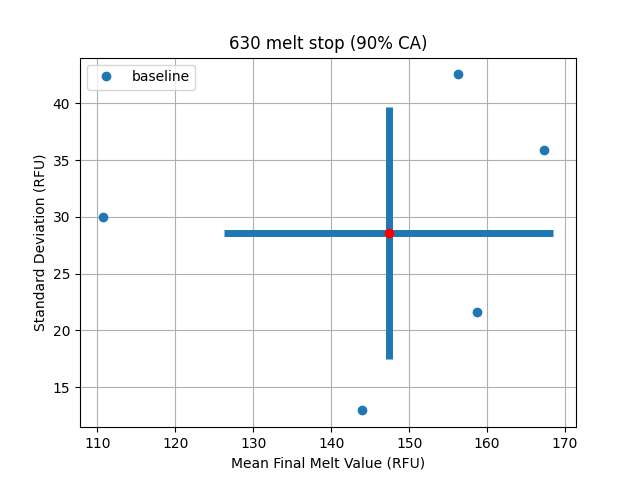 630 melt stop (90% CA)
baseline
Standard Deviation (RFU)
40
35
30
25
20
15
110 120 130 140 150 160 170
Mean Final Melt Value (RFU)